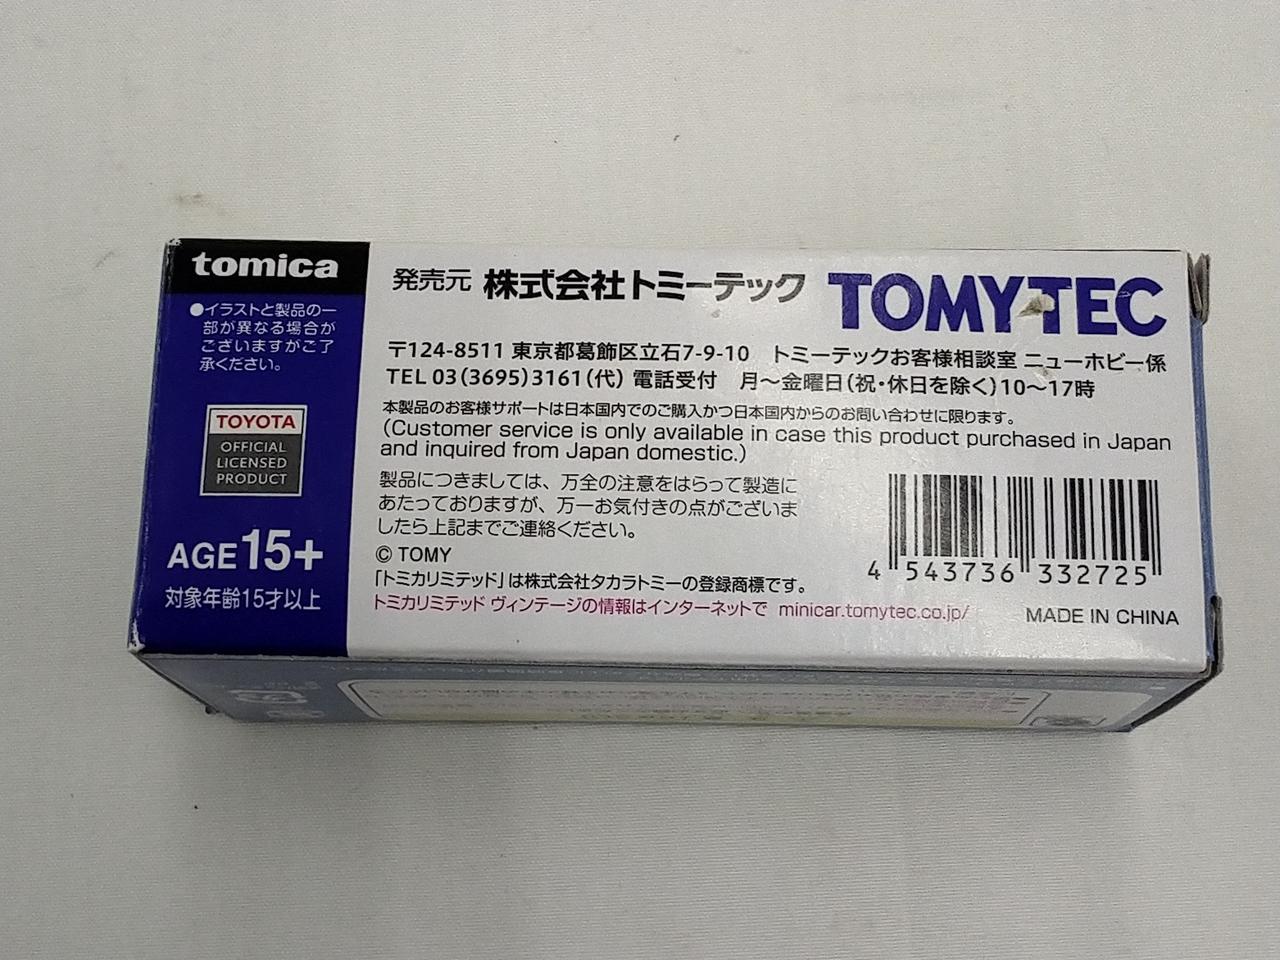 tomica
●イラストと製品の一
部が異なる場合が
ございますがご了
承ください。
TOYOTA
OFFICIAL
LICENSED
PRODUCT
AGE 15+
対象年齢15才以上
発売元 株式会社トミーテック TOMYTEC
〒124-8511 東京都葛飾区立石7-9-10 トミーテックお客様相談室 ニューホビー係
TEL 03(3695)3161(代) 電話受付 月～金曜日(祝・休日を除く)10～17時
本製品のお客様サポートは日本国内でのご購入かつ日本国内からのお問い合わせに限ります。
(Customer service is only available in case this product purchased in Japan
and inquired from Japan domestic.)
製品につきましては、万全の注意をはらって製造に
あたっておりますが、万一お気付きの点がございま
したら上記までご連絡ください。
© TOMY
「トミカリミテッド」は株式会社タカラトミーの登録商標です。
トミカリミテッド ヴィンテージの情報はインターネットで minicar.tomytec.co.jp/
4 543736 332725
MADE IN CHINA